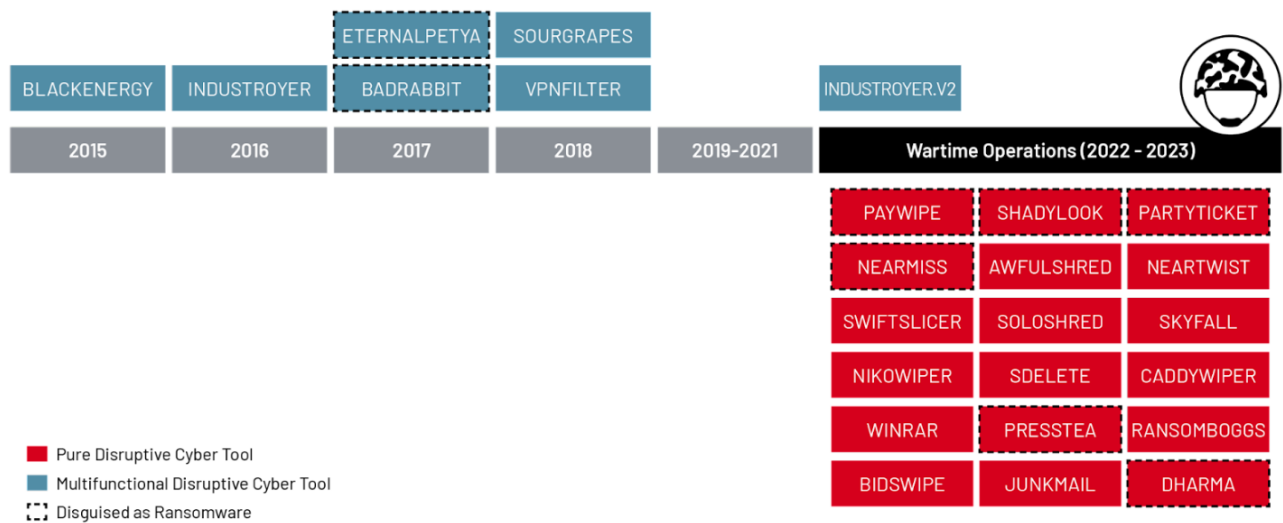 ETERNALPETYA SOURGRAPES
BLACKENERGY INDUSTROYER BADRABBIT VPNFILTER INDUSTROYER.V2
2015 2016 2017 2018 2019-2021 Wartime Operations (2022 - 2023)
PAYWIPE SHADYLOOK PARTYTICKET
NEARMISS AWFULSHRED NEARTWIST
SWIFTSLICER SOLOSHRED SKYFALL
NIKOWIPER SDELETE CADDYWIPER
WINRAR PRESSTEA RANSOMBOGGS
BIDSWIPE JUNKMAIL DHARMA
Pure Disruptive Cyber Tool
Multifunctional Disruptive Cyber Tool
Disguised as Ransomware